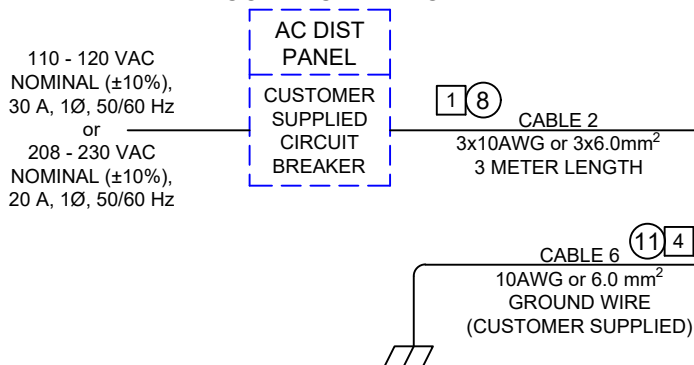 AC DIST
PANEL
110 - 120 VAC
NOMINAL (±10%),
30 A, 1Ø, 50/60 Hz
or
208 - 230 VAC
NOMINAL (±10%),
20 A, 1Ø, 50/60 Hz
CUSTOMER
SUPPLIED
CIRCUIT
BREAKER
1 8
CABLE 2
3x10AWG or 3x6.0mm²
3 METER LENGTH
11 4
CABLE 6
10AWG or 6.0 mm²
GROUND WIRE
(CUSTOMER SUPPLIED)